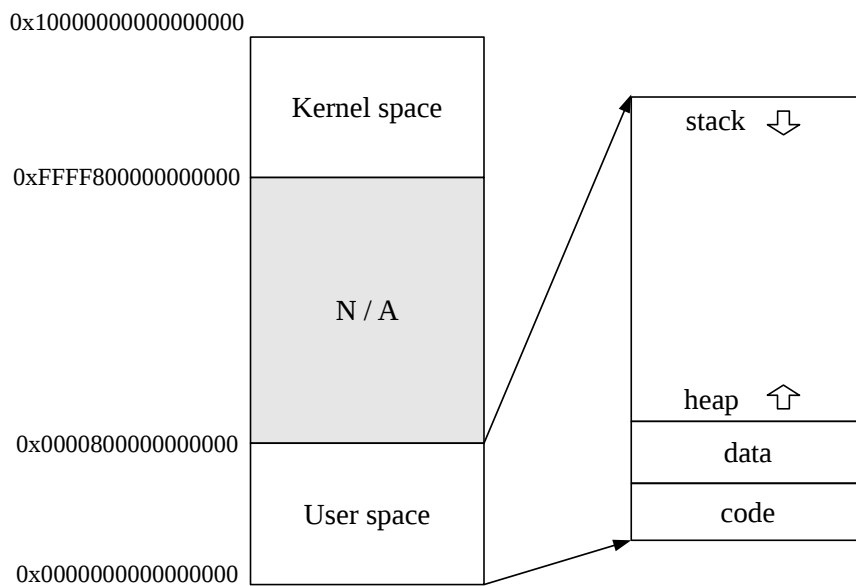 0x10000000000000000
Kernel space
0xFFFF800000000000
N / A
0x0000800000000000
User space
0x0000000000000000
stack
heap
data
code